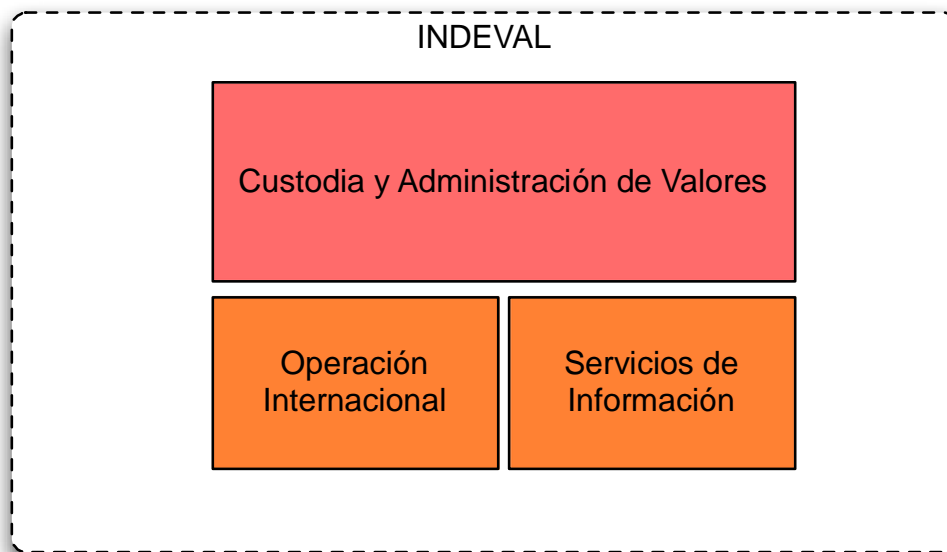 INDEVAL
Custodia y Administración de Valores
Operación
Internacional
Servicios de
Información